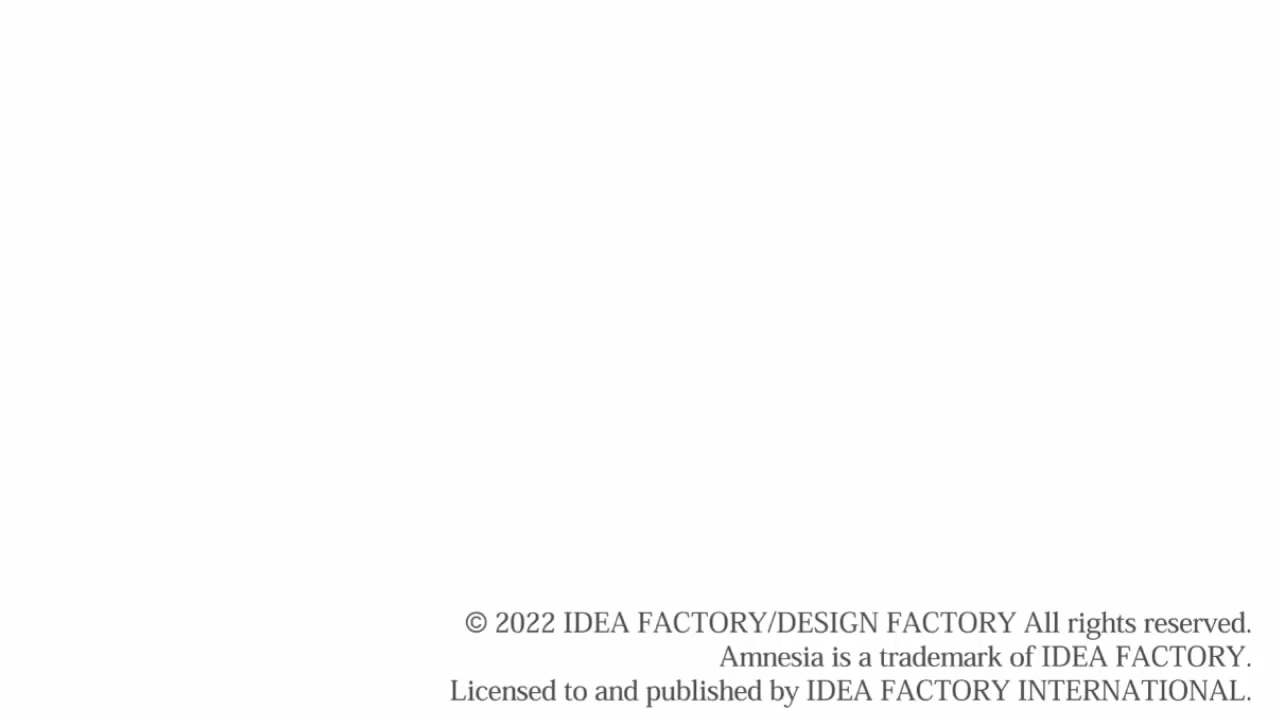 © 2022 IDEA FACTORY/DESIGN FACTORY All rights reserved.
Amnesia is a trademark of IDEA FACTORY.
Licensed to and published by IDEA FACTORY INTERNATIONAL.